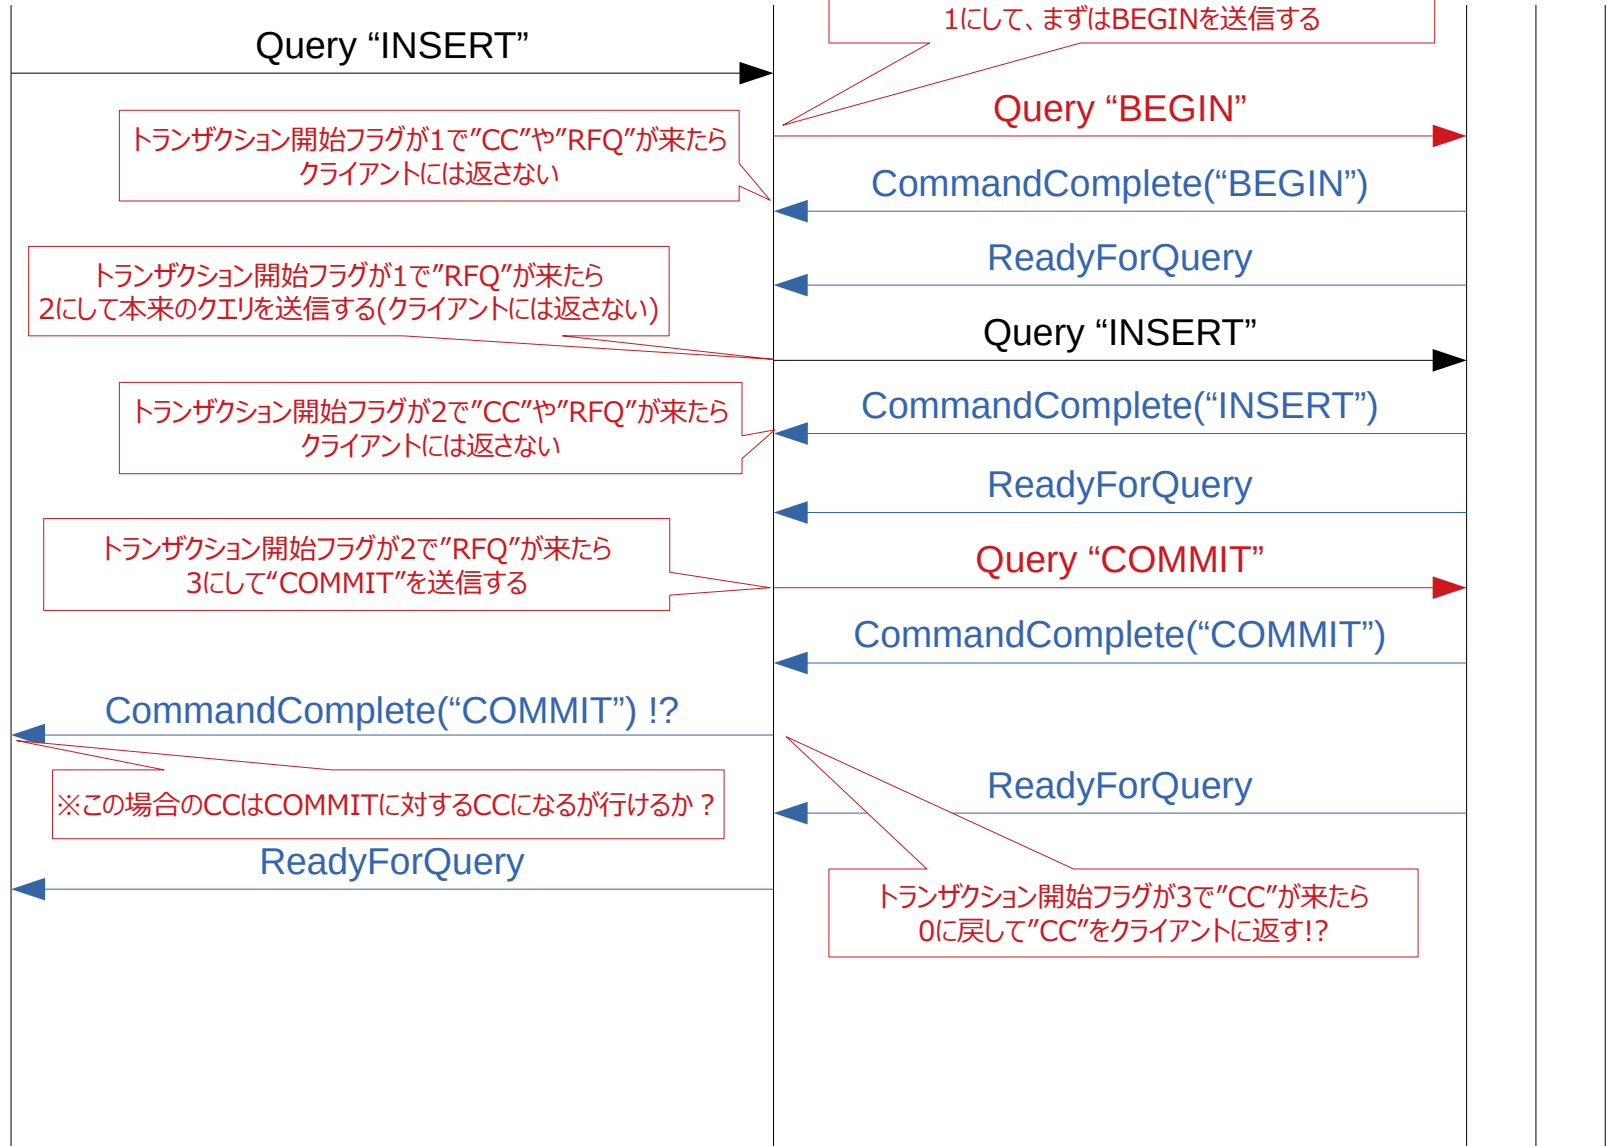 1にして、まずはBEGINを送信する
Query “INSERT”
Query “BEGIN”
トランザクション開始フラグが1で”CC”や”RFQ”が来たら
クライアントには返さない
CommandComplete(“BEGIN”)
ReadyForQuery
トランザクション開始フラグが1で”RFQ”が来たら
2にして本来のクエリを送信する(クライアントには返さない)
Query “INSERT”
トランザクション開始フラグが2で”CC”や”RFQ”が来たら
クライアントには返さない
CommandComplete(“INSERT”)
ReadyForQuery
トランザクション開始フラグが2で”RFQ”が来たら
3にして“COMMIT”を送信する
Query “COMMIT”
CommandComplete(“COMMIT”)
CommandComplete(“COMMIT”) !?
※この場合のCCはCOMMITに対するCCになるが行けるか？
ReadyForQuery
ReadyForQuery
トランザクション開始フラグが3で”CC”が来たら
0に戻して”CC”をクライアントに返す!?